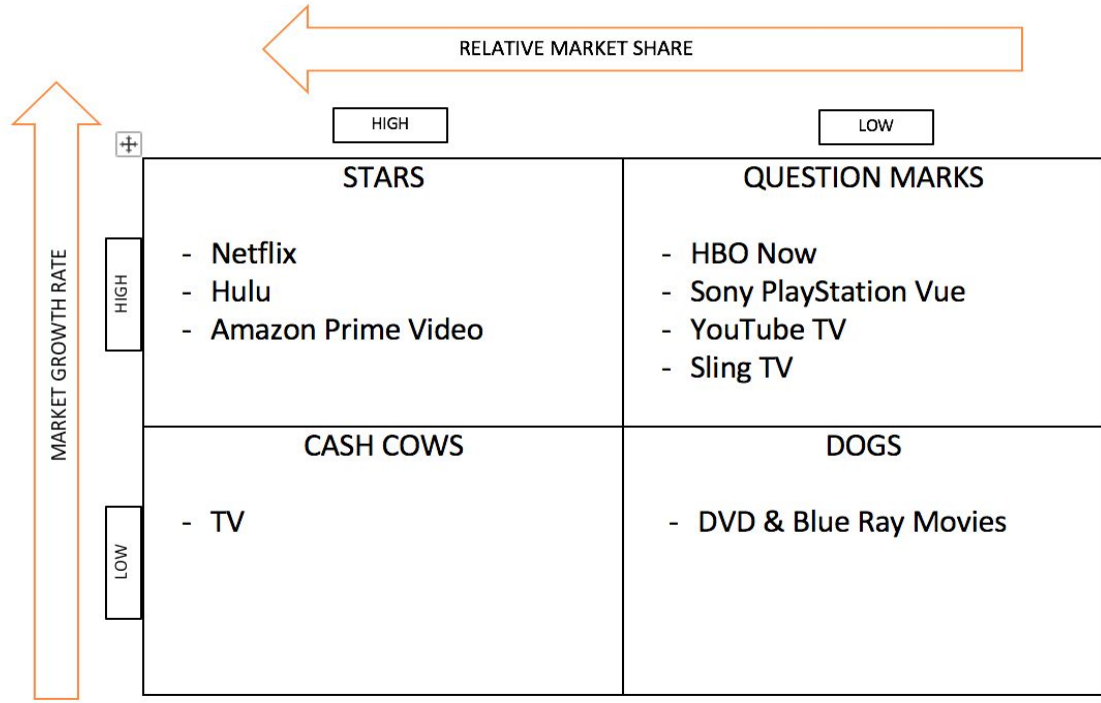 RELATIVE MARKET SHARE
HIGH
LOW
MARKET GROWTH RATE
HIGH
STARS
- Netflix
- Hulu
- Amazon Prime Video
QUESTION MARKS
- HBO Now
- Sony PlayStation Vue
- YouTube TV
- Sling TV
LOW
CASH COWS
- TV
DOGS
- DVD & Blue Ray Movies